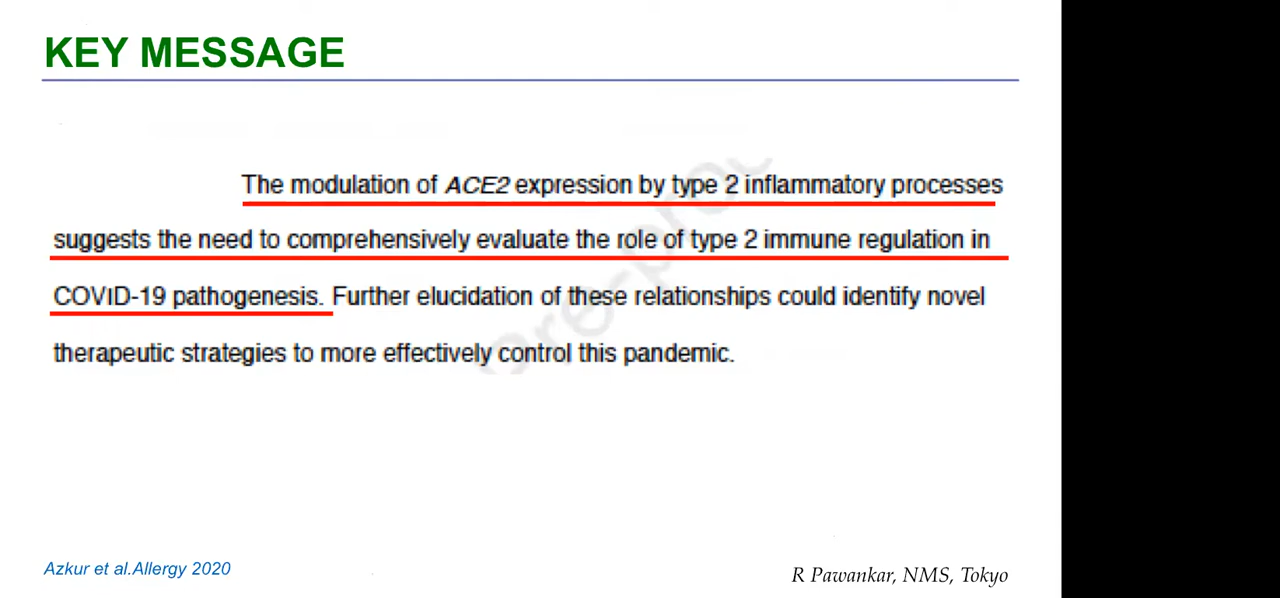 KEY MESSAGE
The modulation of ACE2 expression by type 2 inflammatory processes
suggests the need to comprehensively evaluate the role of type 2 immune regulation in
COVID-19 pathogenesis. Further elucidation of these relationships could identify novel
therapeutic strategies to more effectively control this pandemic.
Azkur et al.Allergy 2020
R Pawankar, NMS, Tokyo